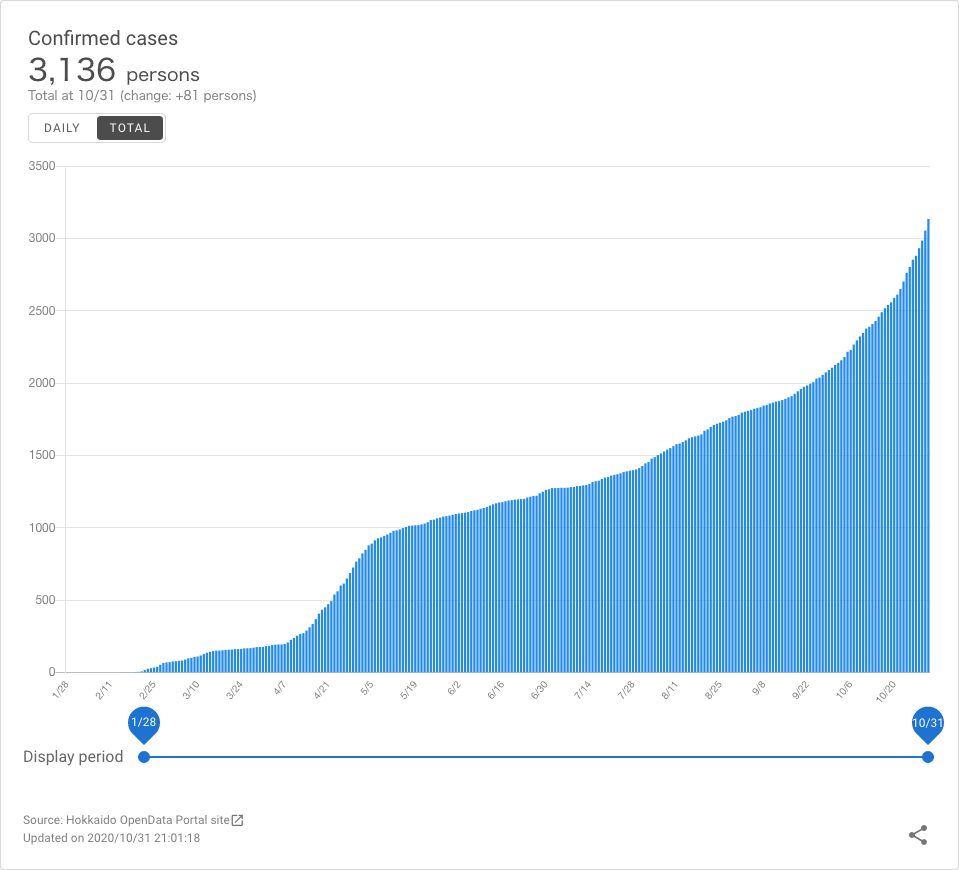 Confirmed cases
3,136 persons
Total at 10/31 (change: +81 persons)
DAILY TOTAL
3500
3000
2500
2000
1500
1000
500
0
1/28 2/11 2/25 3/10 3/24 4/7 4/21 5/5 5/19 6/2 6/16 6/30 7/14 7/28 8/11 8/25 9/8 9/22 10/6 10/20
1/28 10/31
Display period
Source: Hokkaido OpenData Portal site
Updated on 2020/10/31 21:01:18